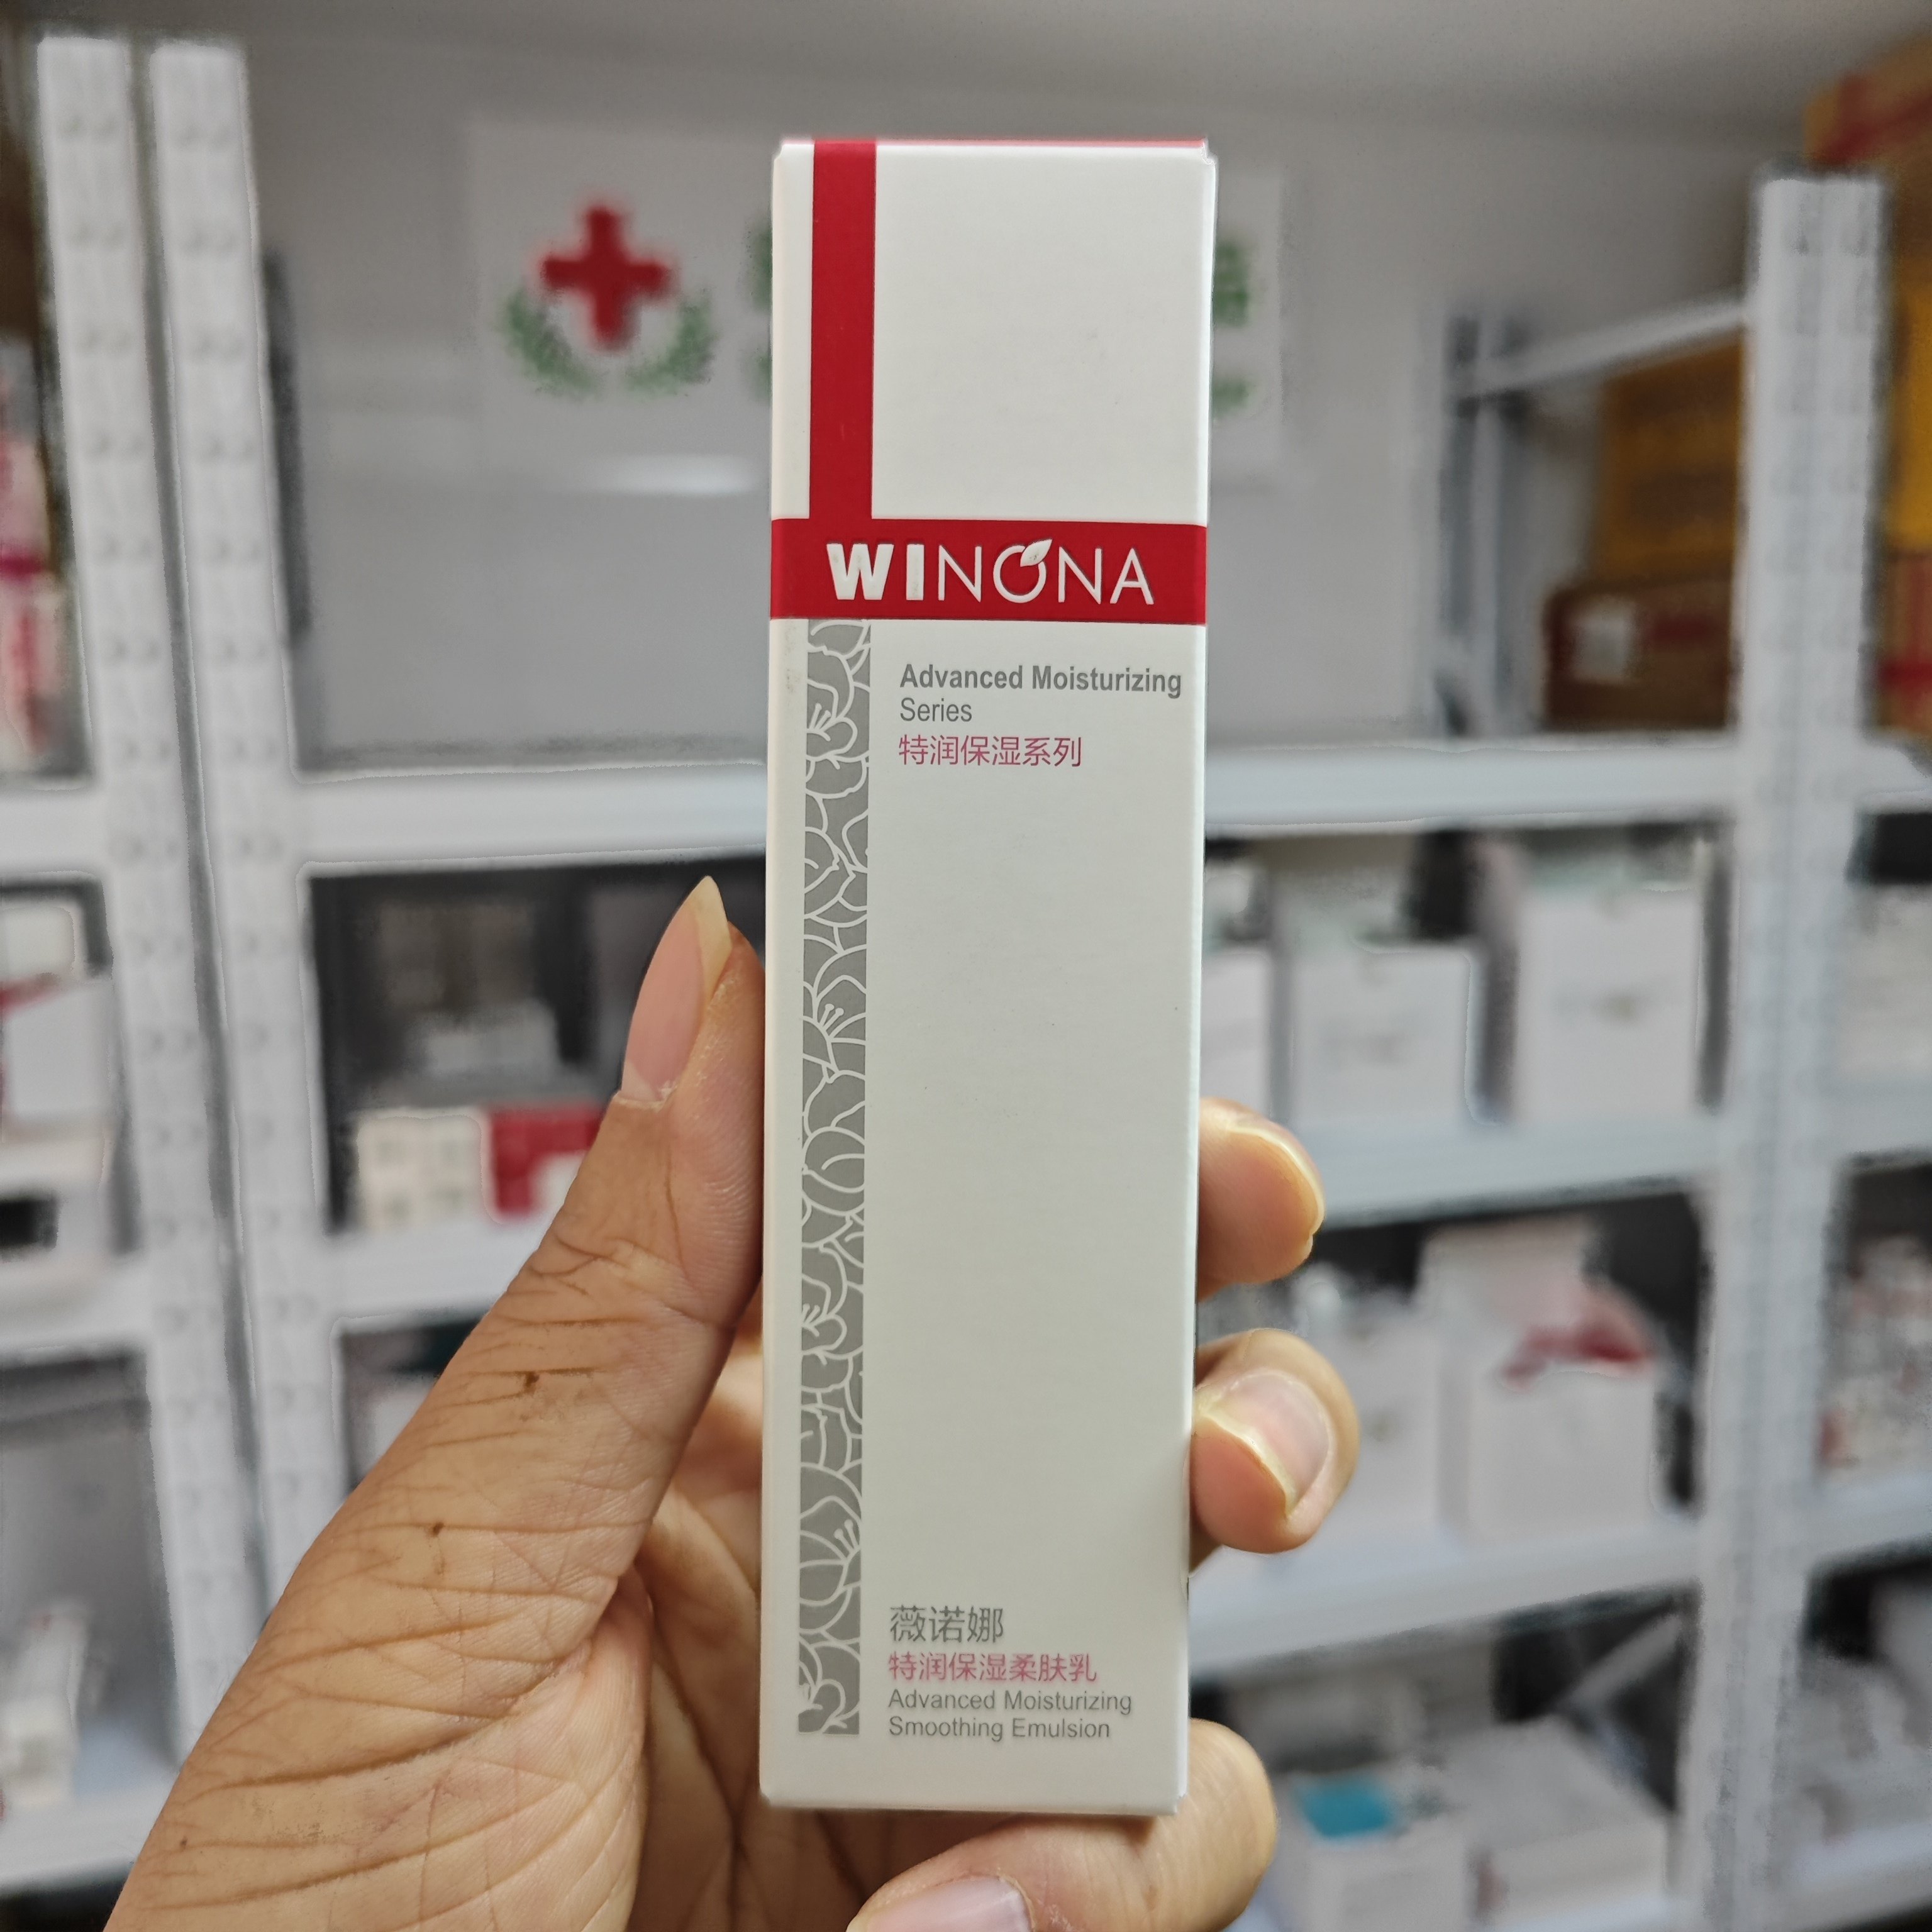 WINONA
Advanced Moisturizing
Series
特润保湿系列
薇诺娜
特润保湿柔肤乳
Advanced Moisturizing
Smoothing Emulsion